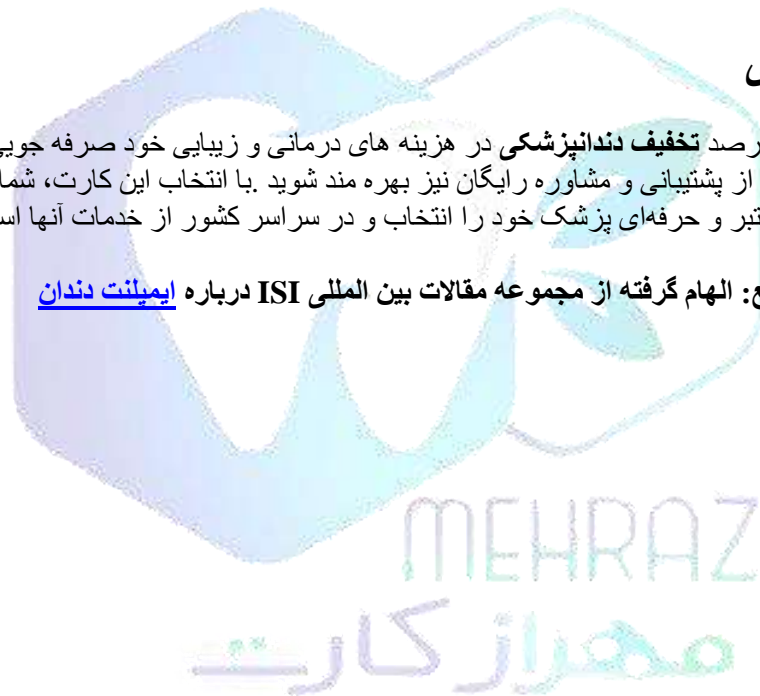 رصد تخفیف دندانپزشکی در هزینه های درمانی و زیبایی خود صرفه جویی
از پشتیبانی و مشاوره رایگان نیز بهره مند شوید .با انتخاب این کارت، شما
تبر و حرفه‌ای پزشک خود را انتخاب و در سراسر کشور از خدمات آنها اس
ع: الهام گرفته از مجموعه مقالات بین المللی ISI درباره ایمپلنت دندان
MEHRAZ
مهراز کارت